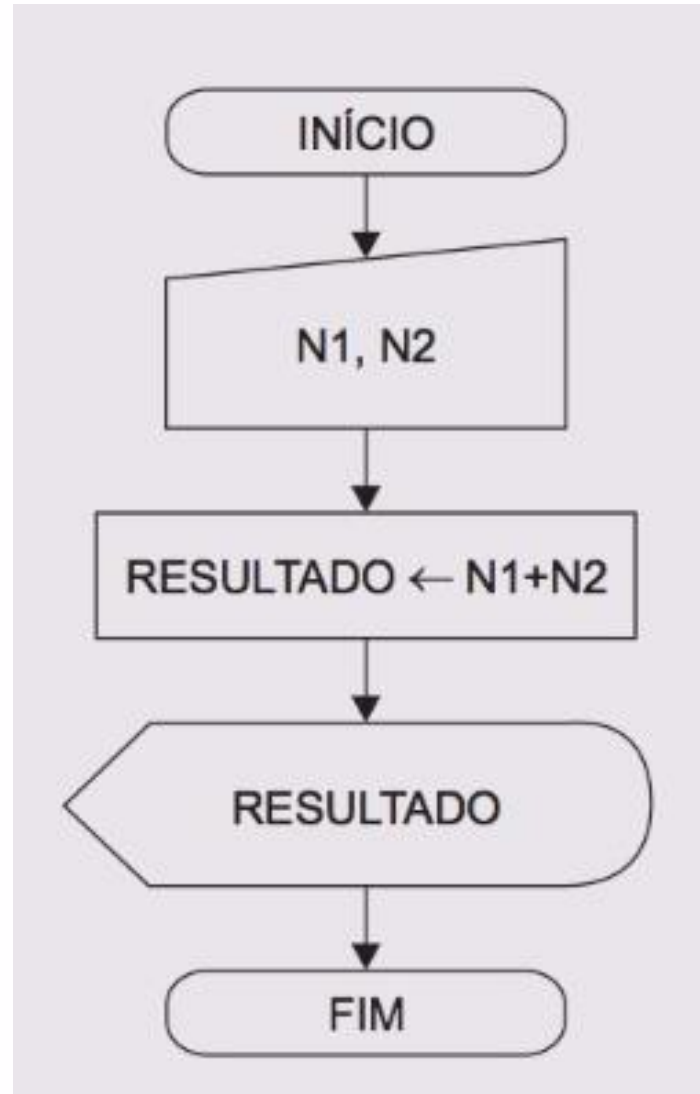 INÍCIO
N1, N2
RESULTADO ← N1+N2
RESULTADO
FIM